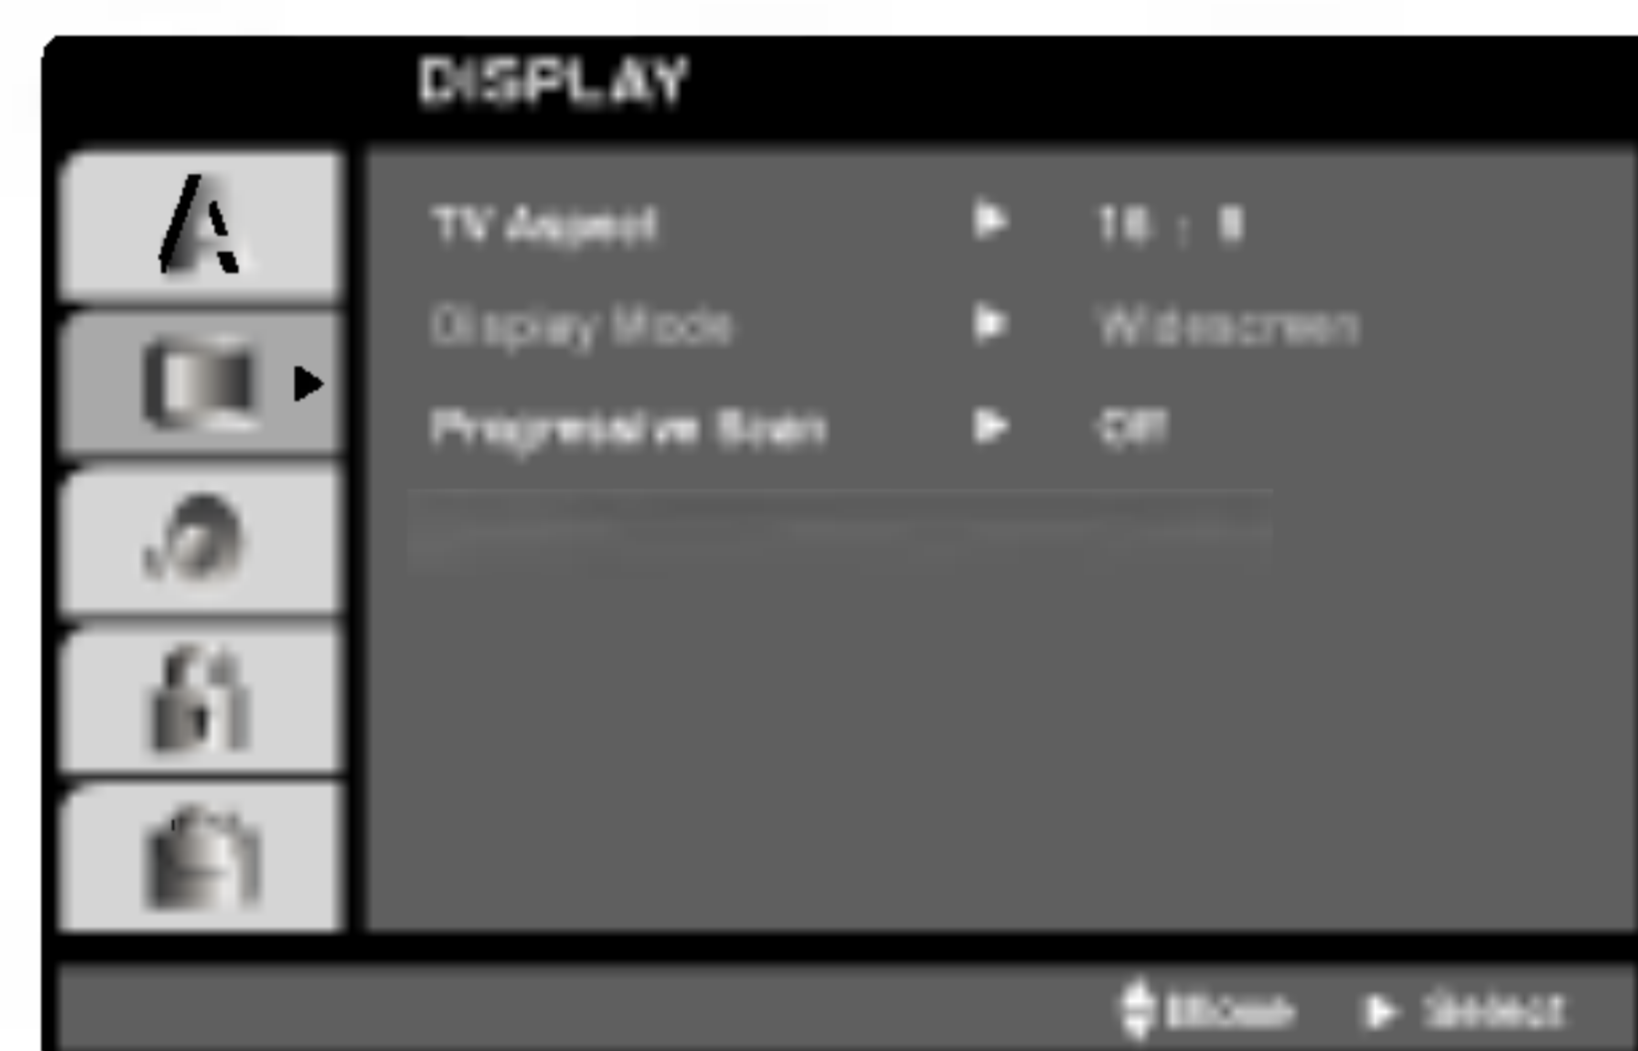 DISPLAY
TV Aspect ► 16 : 9
Display Mode ► Widescreen
Progressive Scan ► Off
Move ► Select